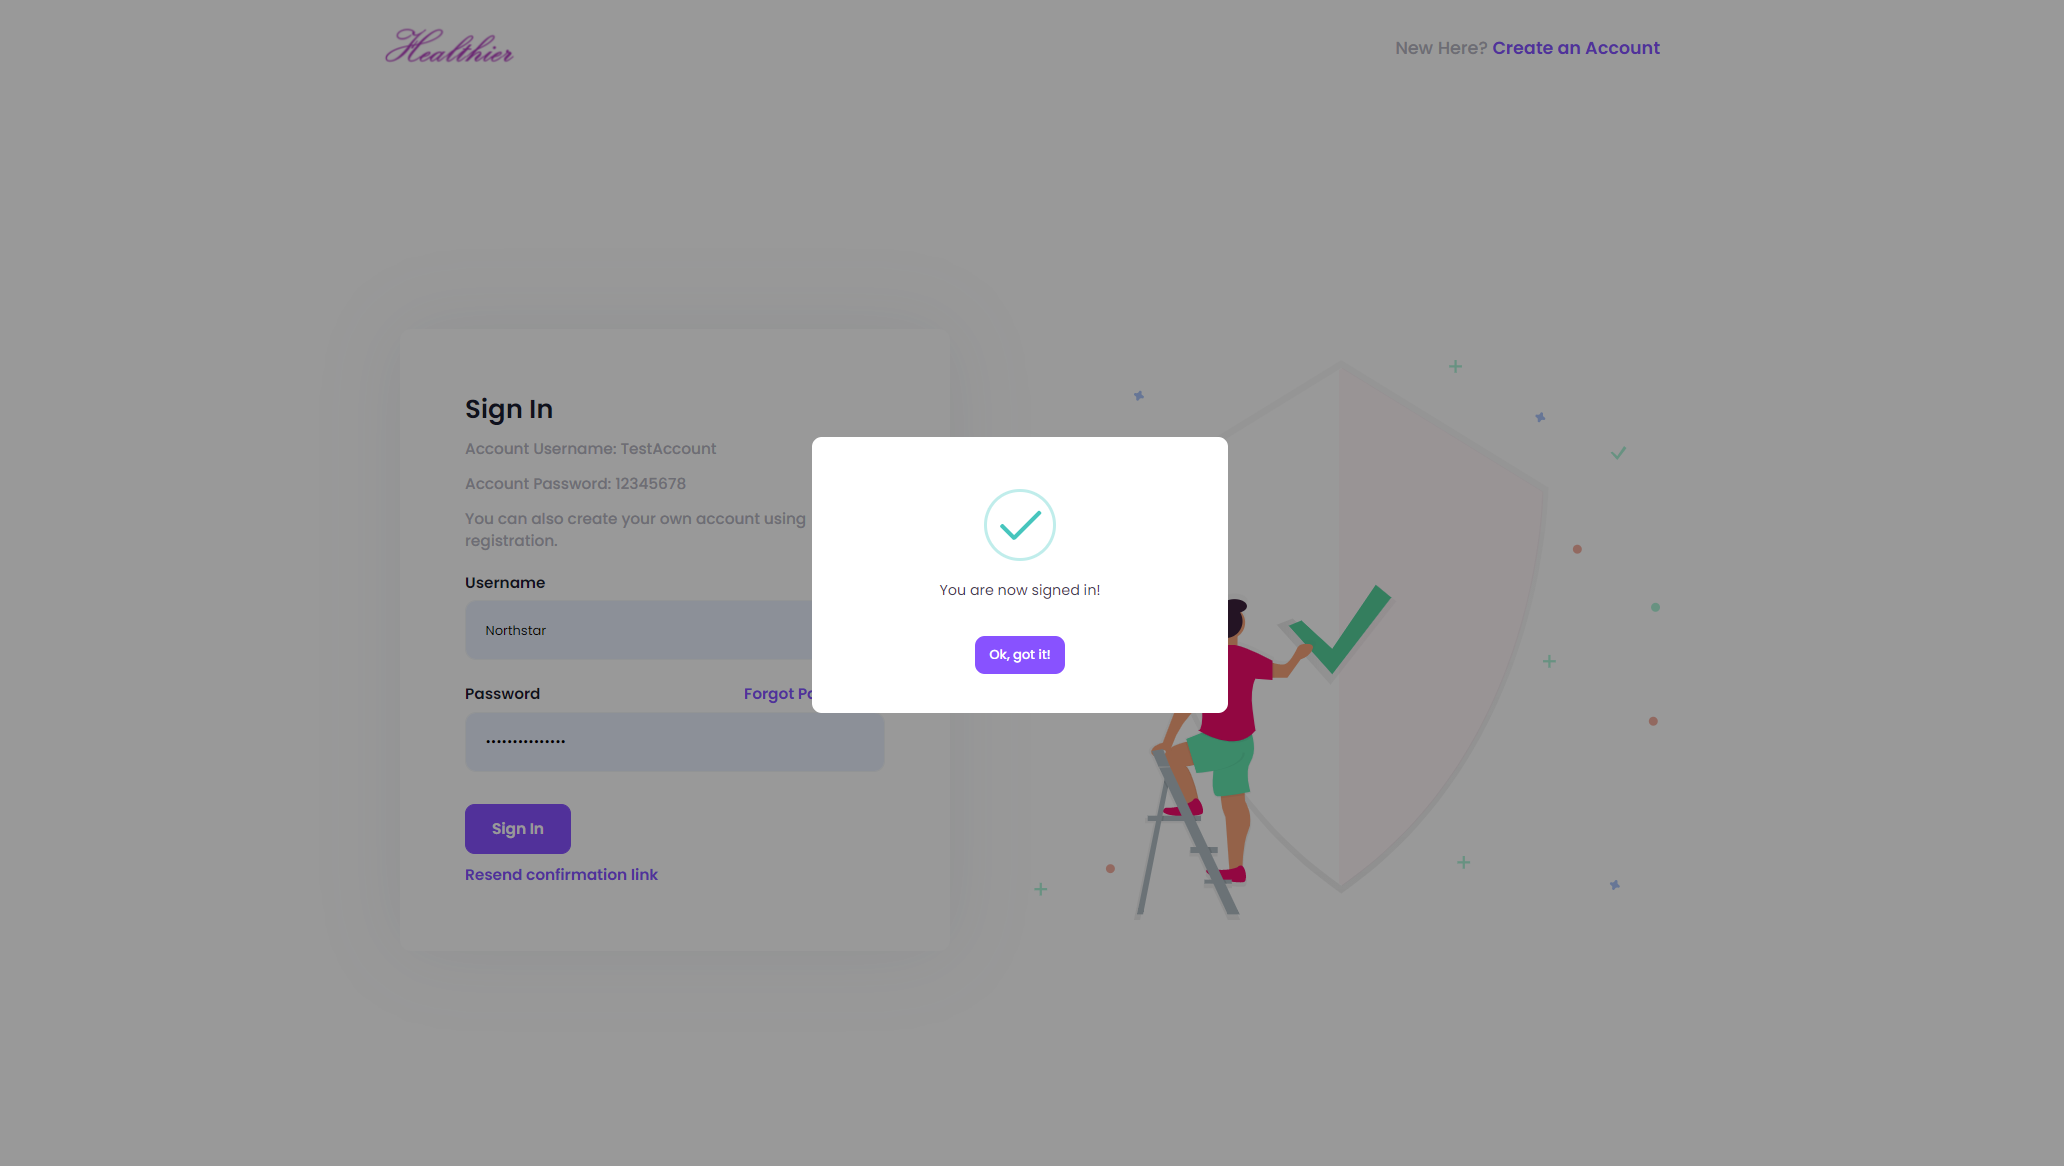 Healthier
New Here? Create an Account
Sign In
Account Username: TestAccount
Account Password: 12345678
You can also create your own account using
registration.
Username
Northstar
Password
Forgot
•••••••••••••••
Sign In
Resend confirmation link
You are now signed in!
Ok, got it!